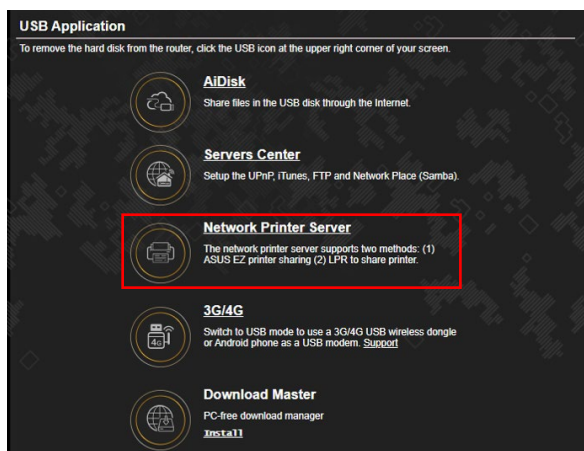 USB Application
To remove the hard disk from the router, click the USB icon at the upper right corner of your screen.
AiDisk
Share files in the USB disk through the Internet.
Servers Center
Setup the UPnP, iTunes, FTP and Network Place (Samba).
Network Printer Server
The network printer server supports two methods: (1)
ASUS EZ printer sharing (2) LPR to share printer.
4G
3G/4G
Switch to USB mode to use a 3G/4G USB wireless dongle
or Android phone as a USB modem. Support
Download Master
PC-free download manager
Install